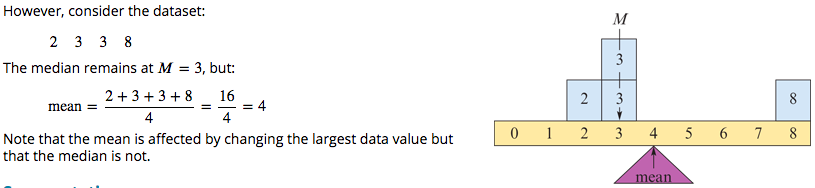 However, consider the dataset:
2 3 3 8
The median remains at M = 3, but:
mean = (2 + 3 + 3 + 8)/4 = 16/4 = 4
Note that the mean is affected by changing the largest data value but
that the median is not.
M
3
2 3 8
0 1 2 3 4 5 6 7 8
mean